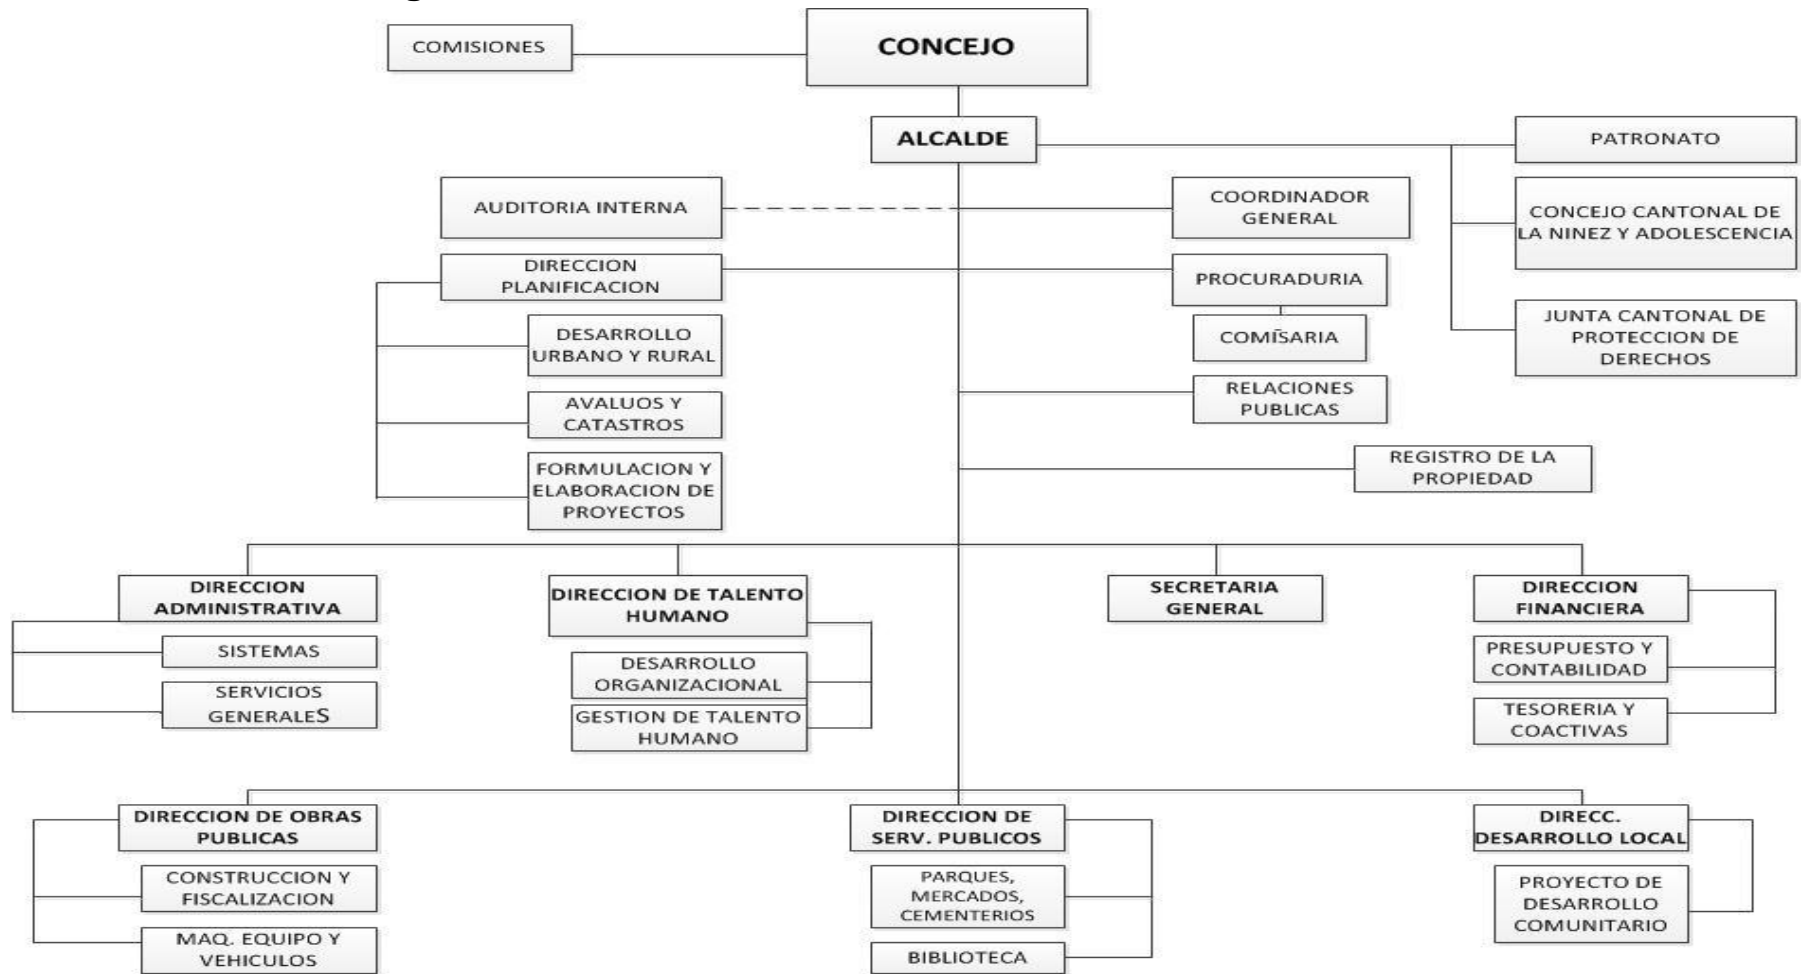 COMISIONES
CONCEJO
ALCALDE
PATRONATO
AUDITORIA INTERNA
COORDINADOR
GENERAL
CONCEJO CANTONAL DE
LA NINEZ Y ADOLESCENCIA
DIRECCION
PLANIFICACION
PROCURADURIA
DESARROLLO
URBANO Y RURAL
COMISARIA
JUNTA CANTONAL DE
PROTECCION DE
DERECHOS
AVALUOS Y
CATASTROS
RELACIONES
PUBLICAS
FORMULACION Y
ELABORACION DE
PROYECTOS
REGISTRO DE LA
PROPIEDAD
DIRECCION
ADMINISTRATIVA
DIRECCION DE TALENTO
HUMANO
SECRETARIA
GENERAL
DIRECCION
FINANCIERA
SISTEMAS
DESARROLLO
ORGANIZACIONAL
PRESUPUESTO Y
CONTABILIDAD
SERVICIOS
GENERALES
GESTION DE TALENTO
HUMANO
TESORERIA Y
COACTIVAS
DIRECCION DE OBRAS
PUBLICAS
DIRECCION DE
SERV. PUBLICOS
DIRECC.
DESARROLLO LOCAL
CONSTRUCCION Y
FISCALIZACION
PARQUES,
MERCADOS,
CEMENTERIOS
PROYECTO DE
DESARROLLO
COMUNITARIO
MAQ. EQUIPO Y
VEHICULOS
BIBLIOTECA